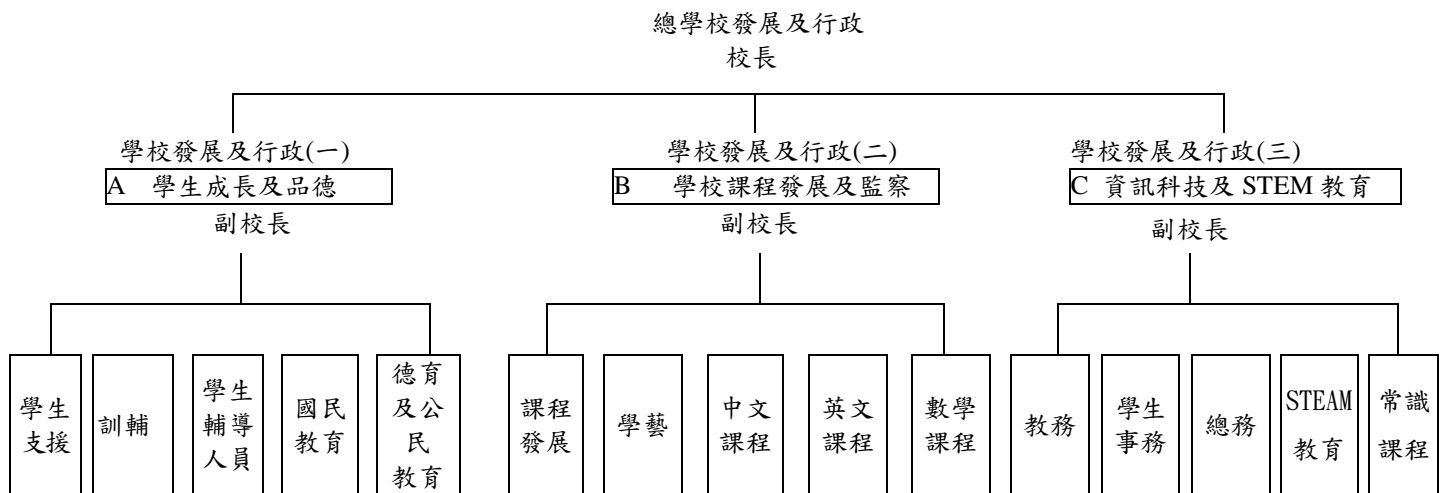 總學校發展及行政
校長
學校發展及行政(一)
A 學生成長及品德
副校長
學校發展及行政(二)
B 學校課程發展及監察
副校長
學校發展及行政(三)
C 資訊科技及 STEM 教育
副校長
學生
支援
訓輔
學生
輔導
人員
國民
教育
德育
及公
民
教育
課程
發展
學藝
中文
課程
英文
課程
數學
課程
教務
學生
事務
總務
STEAM
教育
常識
課程